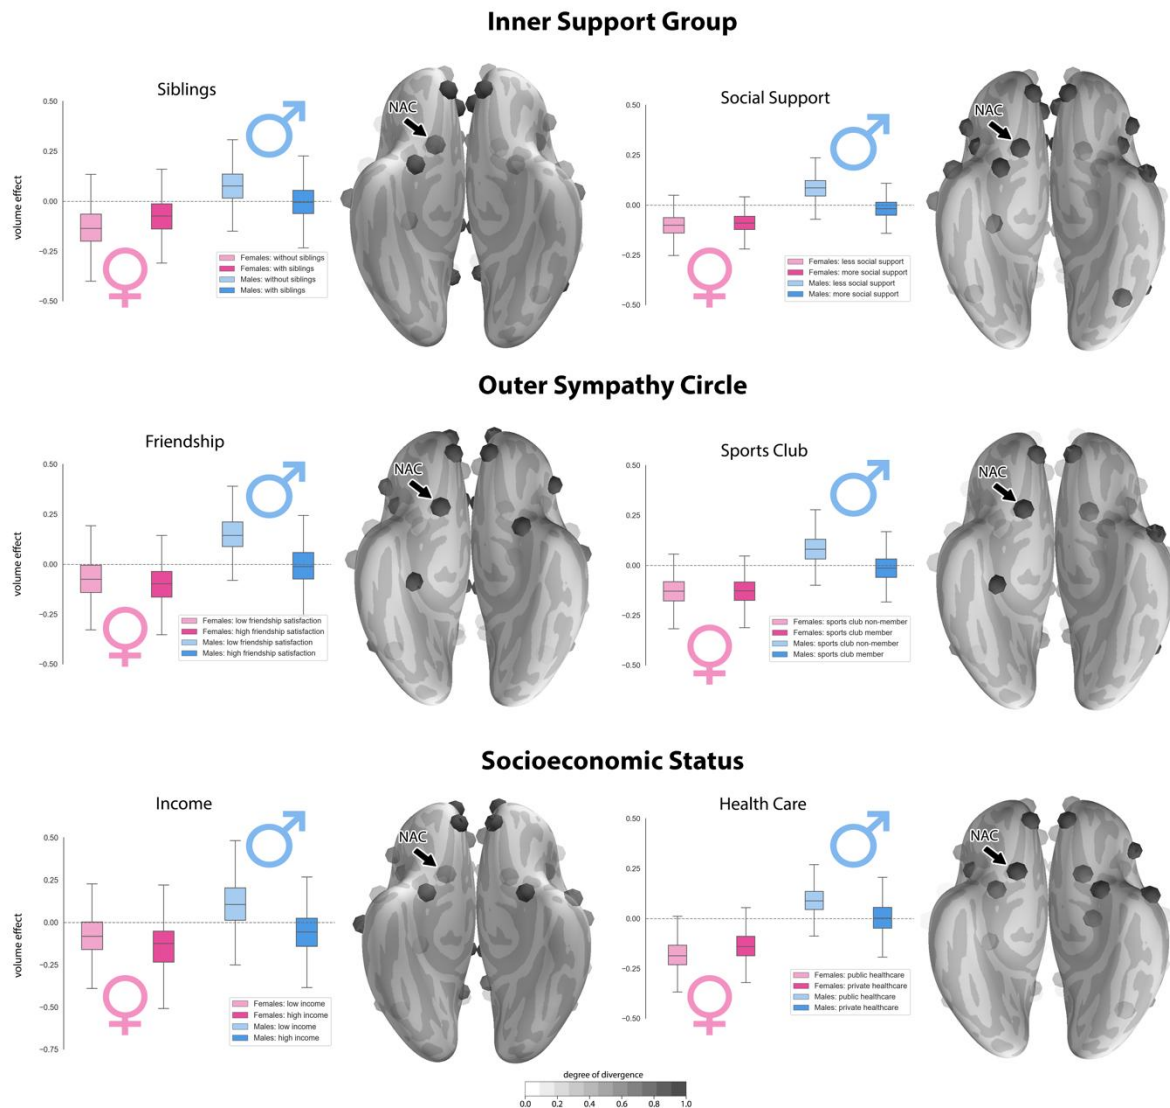 Inner Support Group
Siblings
volume effect
0.50
0.25
0.00
−0.25
−0.50
Females: without siblings
Females: with siblings
Males: without siblings
Males: with siblings
NAC
Social Support
0.50
0.25
0.00
−0.25
−0.50
Females: less social support
Females: more social support
Males: less social support
Males: more social support
NAC
Outer Sympathy Circle
Friendship
volume effect
0.50
0.25
0.00
−0.25
−0.50
Females: low friendship satisfaction
Females: high friendship satisfaction
Males: low friendship satisfaction
Males: high friendship satisfaction
NAC
Sports Club
0.50
0.25
0.00
−0.25
−0.50
Females: sports club non-member
Females: sports club member
Males: sports club non-member
Males: sports club member
NAC
Socioeconomic Status
Income
volume effect
0.50
0.25
0.00
−0.25
−0.50
−0.75
Females: low income
Females: high income
Males: low income
Males: high income
NAC
Health Care
0.50
0.25
0.00
−0.25
−0.50
Females: public healthcare
Females: private healthcare
Males: public healthcare
Males: private healthcare
NAC
degree of divergence
0.0 0.2 0.4 0.6 0.8 1.0